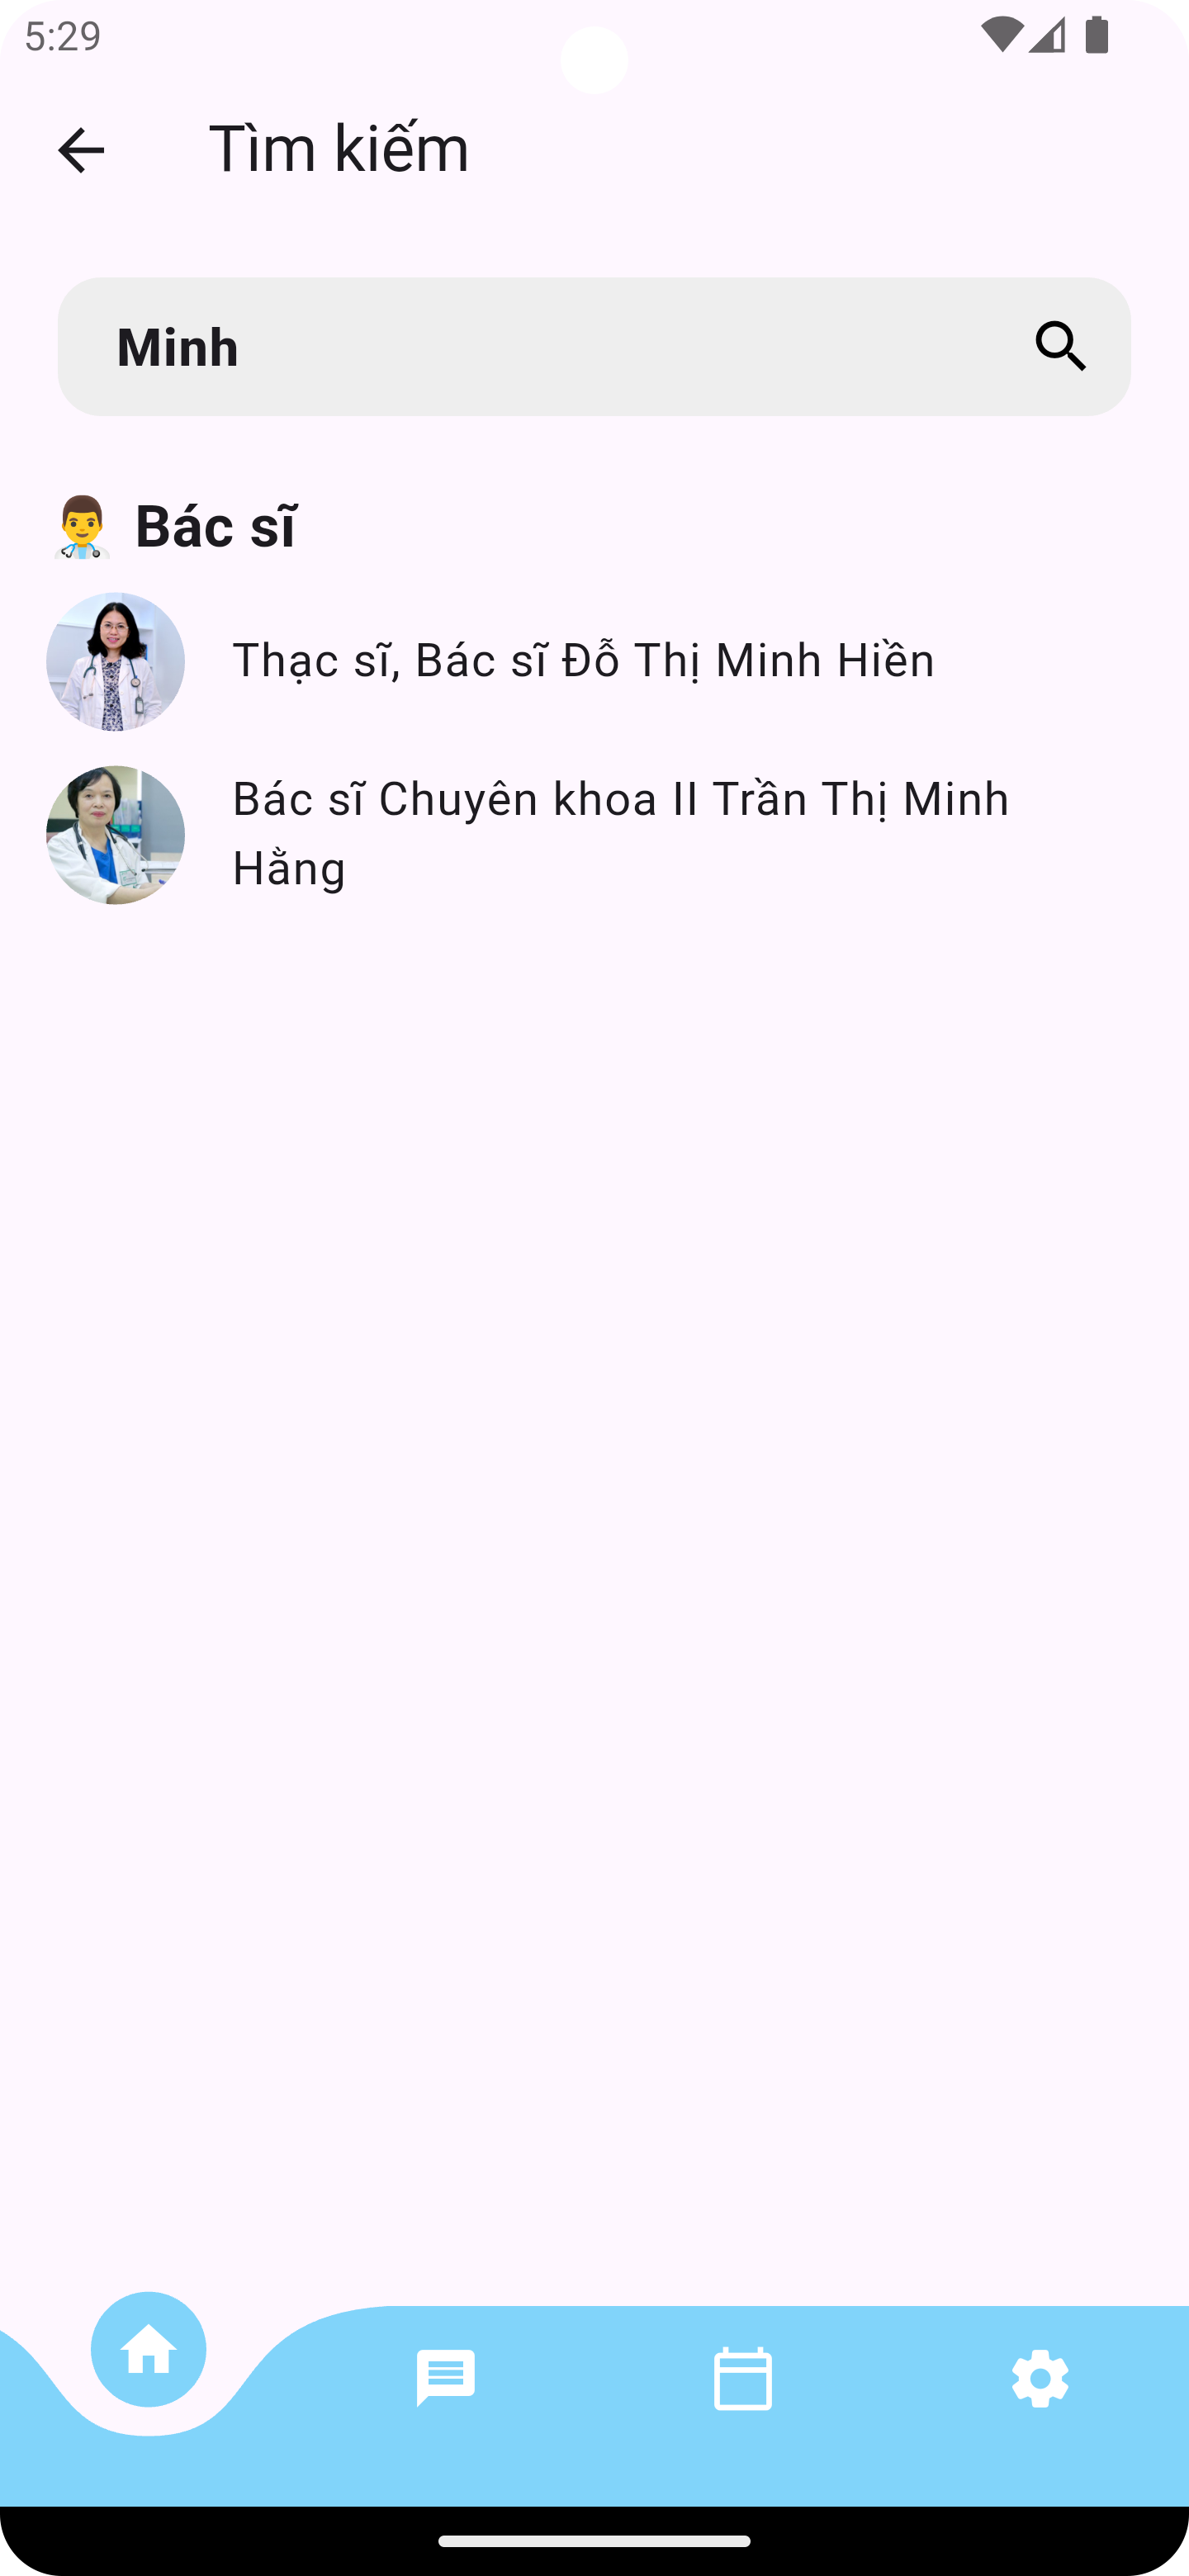 5:29
Tìm kiếm
Minh
Bác sĩ
Thạc sĩ, Bác sĩ Đỗ Thị Minh Hiền
Bác sĩ Chuyên khoa II Trần Thị Minh
Hằng